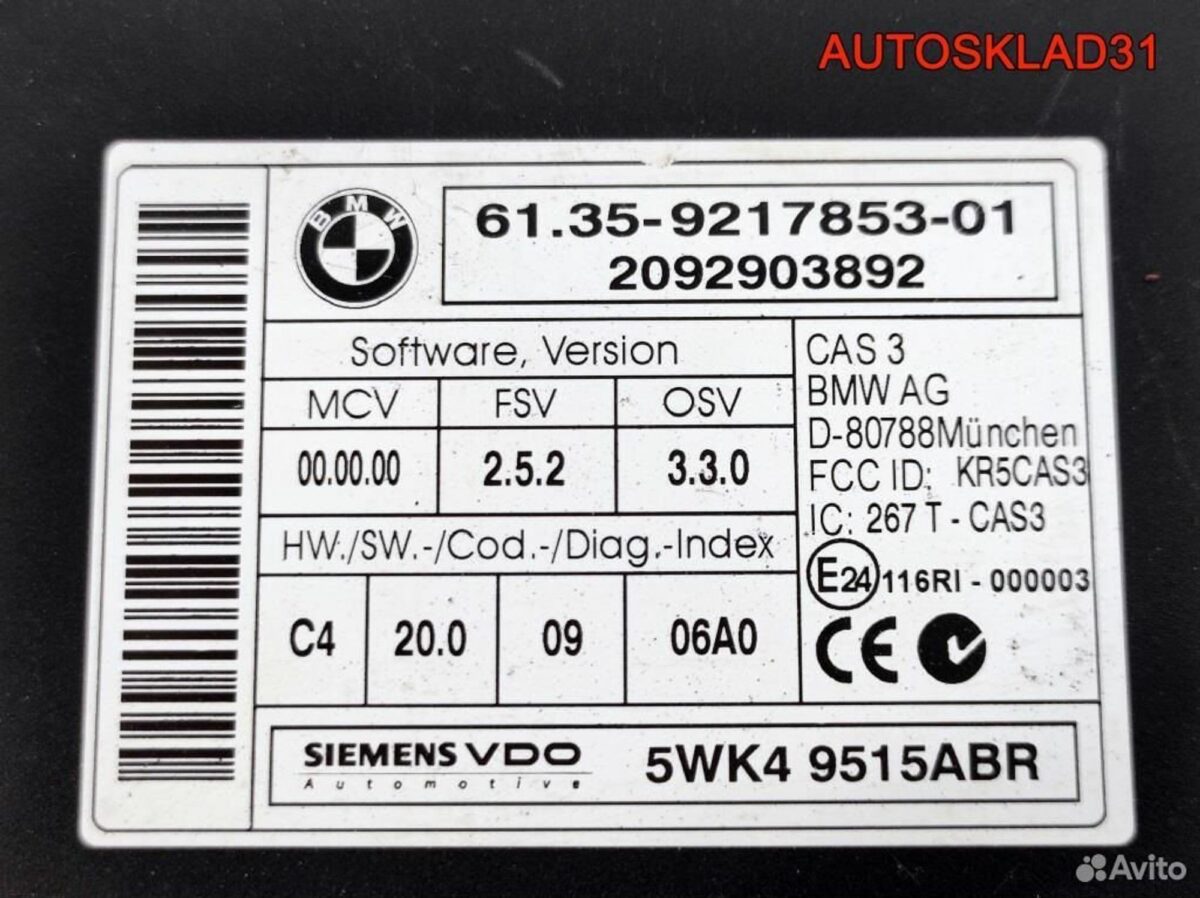 AUTOSKLAD31
BMW
61.35-9217853-01
2092903892
Software, Version
MCV FSV OSV
00.00.00 2.5.2 3.3.0
HW./SW.-/Cod.-/Diag.-Index
C4 20.0 09 06A0
CAS 3
BMW AG
D-80788München
FCC ID: KR5CAS3
IC: 267 T - CAS3
E24 116RI - 000003
CE
SIEMENS VDO
Automotive
5WK4 9515ABR
Avito